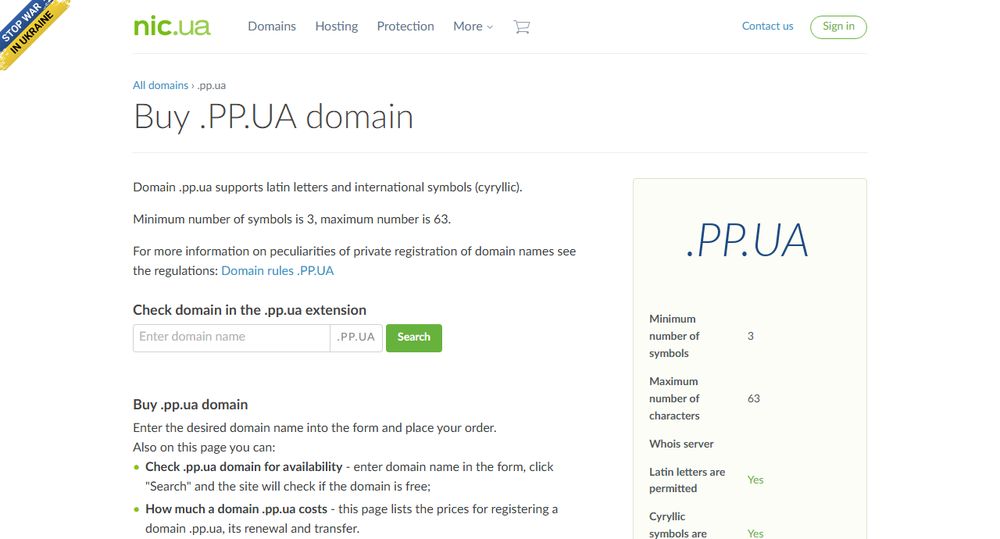 STOP WAR
IN UKRAINE
nic.ua
Domains Hosting Protection More
Contact us
Sign in
All domains › .pp.ua
Buy .PP.UA domain
Domain .pp.ua supports latin letters and international symbols (cyryllic).
Minimum number of symbols is 3, maximum number is 63.
For more information on peculiarities of private registration of domain names see
the regulations: Domain rules .PP.UA
Check domain in the .pp.ua extension
Enter domain name .PP.UA Search
Buy .pp.ua domain
Enter the desired domain name into the form and place your order.
Also on this page you can:
• Check .pp.ua domain for availability - enter domain name in the form, click
"Search" and the site will check if the domain is free;
• How much a domain .pp.ua costs - this page lists the prices for registering a
domain .pp.ua, its renewal and transfer.
.PP.UA
Minimum
number of 3
symbols
Maximum
number of 63
characters
Whois server
Latin letters are
permitted Yes
Cyryllic
symbols are Yes